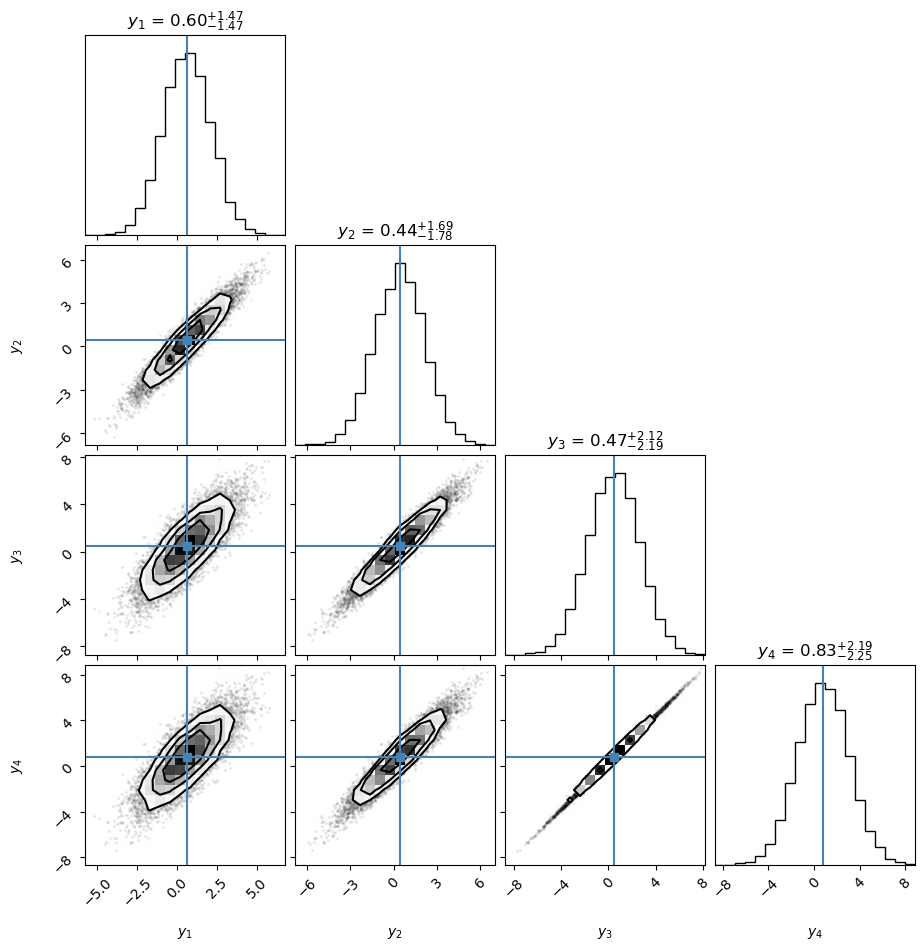 y₁ = 0.60⁺¹·⁴⁷₋₁.₄₇
y₂ = 0.44⁺¹·⁶⁹₋₁.₇₈
6
3
0
−3
−6
y₂
y₃ = 0.47⁺²·¹²₋₂.₁₉
8
4
0
−4
−8
y₃
y₄ = 0.83⁺²·¹⁹₋₂.₂₅
8
4
0
−4
−8
y₄
−5.0 −2.5 0.0 2.5 5.0 −6 −3 0 3 6 −8 −4 0 4 8 −8 −4 0 4 8
y₁ y₂ y₃ y₄